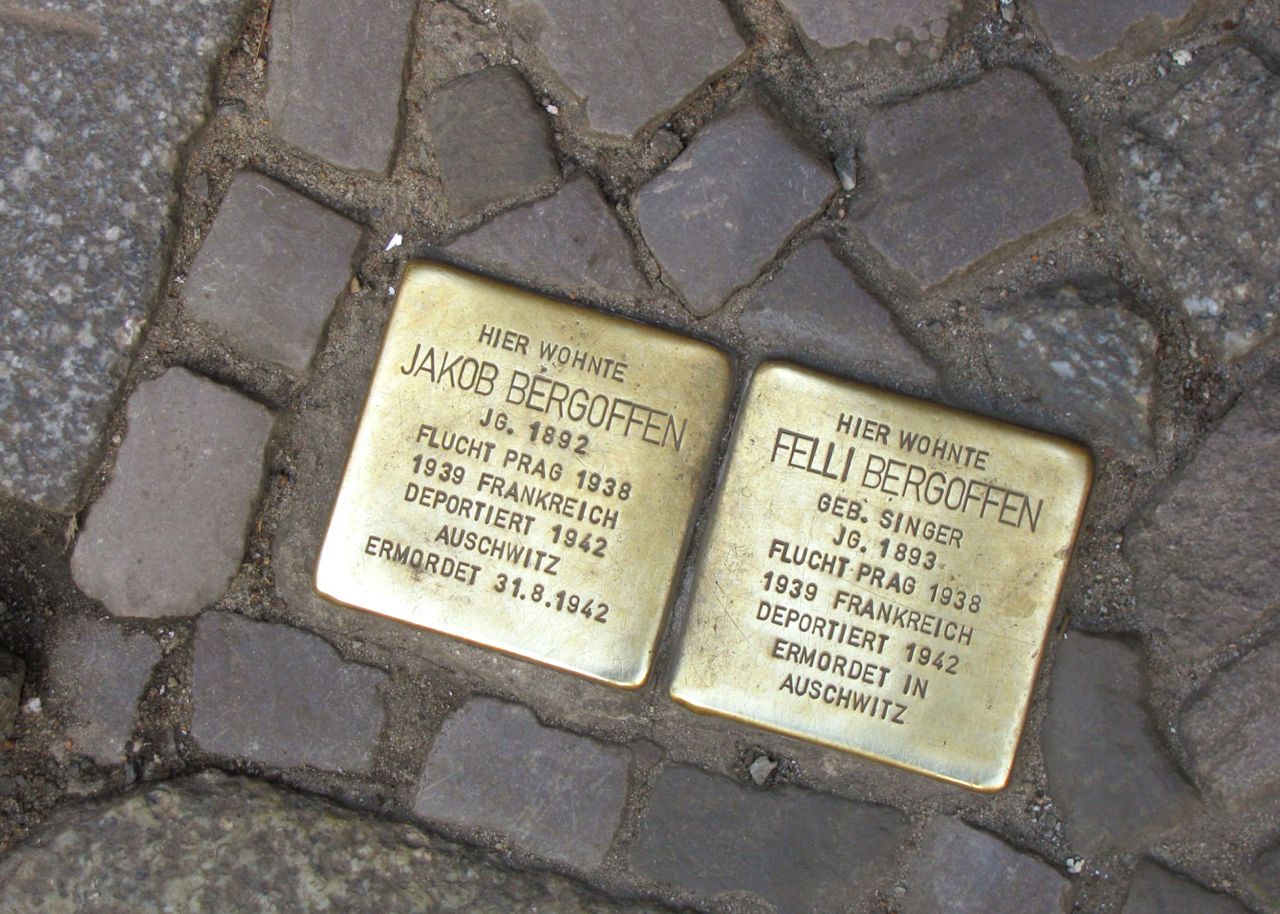 HIER WOHNTE
JAKOB BERGOFFEN
JG. 1892
FLUCHT PRAG 1938
1939 FRANKREICH
DEPORTIERT 1942
AUSCHWITZ
ERMORDET 31.8.1942
HIER WOHNTE
FELLI BERGOFFEN
GEB. SINGER
JG. 1893
FLUCHT PRAG 1938
1939 FRANKREICH
DEPORTIERT 1942
ERMORDET IN
AUSCHWITZ